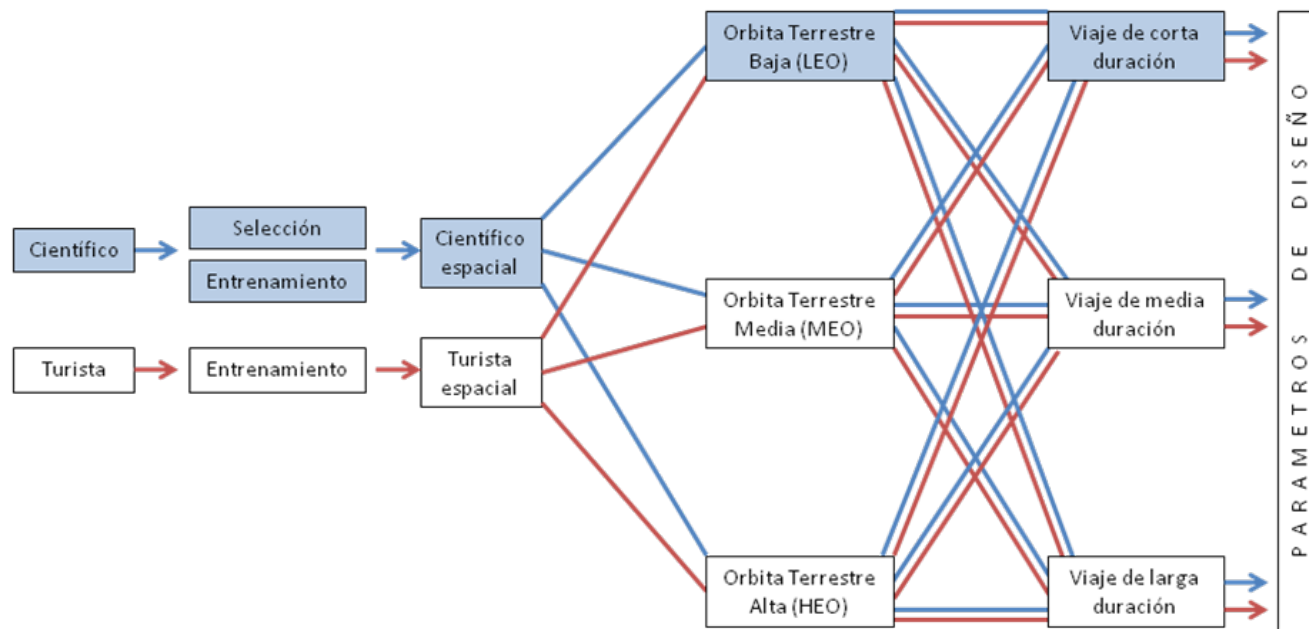 Científico
Selección
Entrenamiento
Científico
espacial
Turista
Entrenamiento
Turista
espacial
Orbita Terrestre
Baja (LEO)
Orbita Terrestre
Media (MEO)
Orbita Terrestre
Alta (HEO)
Viaje de corta
duración
Viaje de media
duración
Viaje de larga
duración
PARAMETROS DE DISEÑO